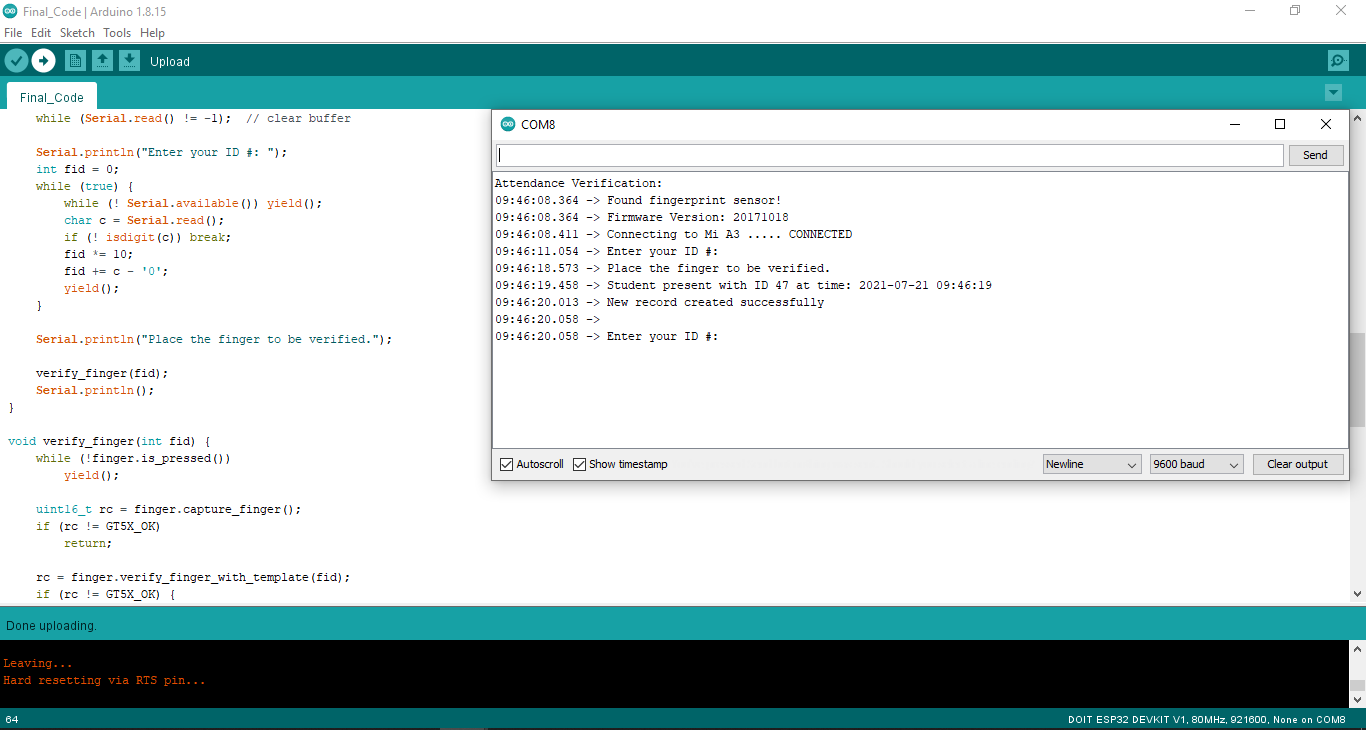 Final_Code | Arduino 1.8.15
File Edit Sketch Tools Help
Upload
Final_Code
while (Serial.read() != -1);  // clear buffer
Serial.println("Enter your ID #: ");
int fid = 0;
while (true) {
while (! Serial.available()) yield();
char c = Serial.read();
if (! isdigit(c)) break;
fid *= 10;
fid += c - '0';
yield();
}
Serial.println("Place the finger to be verified.");
verify_finger(fid);
Serial.println();
}
void verify_finger(int fid) {
while (!finger.is_pressed())
yield();
uint16_t rc = finger.capture_finger();
if (rc != GT5X_OK)
return;
rc = finger.verify_finger_with_template(fid);
if (rc != GT5X_OK) {
COM8
Send
Attendance Verification:
09:46:08.364 -> Found fingerprint sensor!
09:46:08.364 -> Firmware Version: 20171018
09:46:08.411 -> Connecting to Mi A3 ..... CONNECTED
09:46:11.054 -> Enter your ID #:
09:46:18.573 -> Place the finger to be verified.
09:46:19.458 -> Student present with ID 47 at time: 2021-07-21 09:46:19
09:46:20.013 -> New record created successfully
09:46:20.058 ->
09:46:20.058 -> Enter your ID #:
Autoscroll Show timestamp Newline 9600 baud Clear output
Done uploading.
Leaving...
Hard resetting via RTS pin...
64 DOIT ESP32 DEVKIT V1, 80MHz, 921600, None on COM8